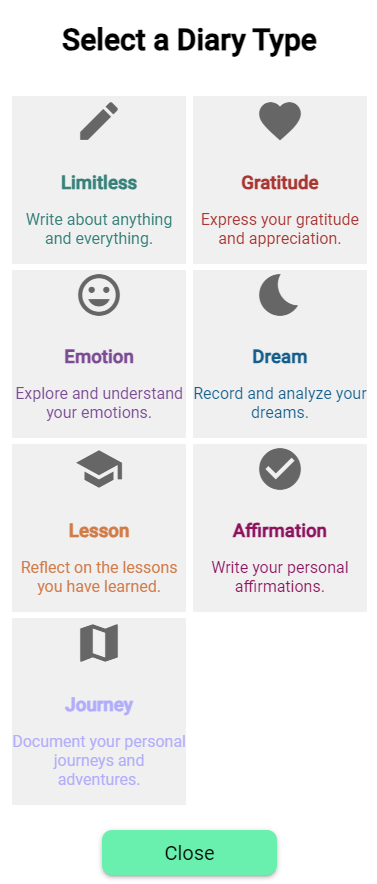 Select a Diary Type
Limitless
Write about anything
and everything.
Gratitude
Express your gratitude
and appreciation.
Emotion
Explore and understand
your emotions.
Dream
Record and analyze your
dreams.
Lesson
Reflect on the lessons
you have learned.
Affirmation
Write your personal
affirmations.
Journey
Document your personal
journeys and
adventures.
Close